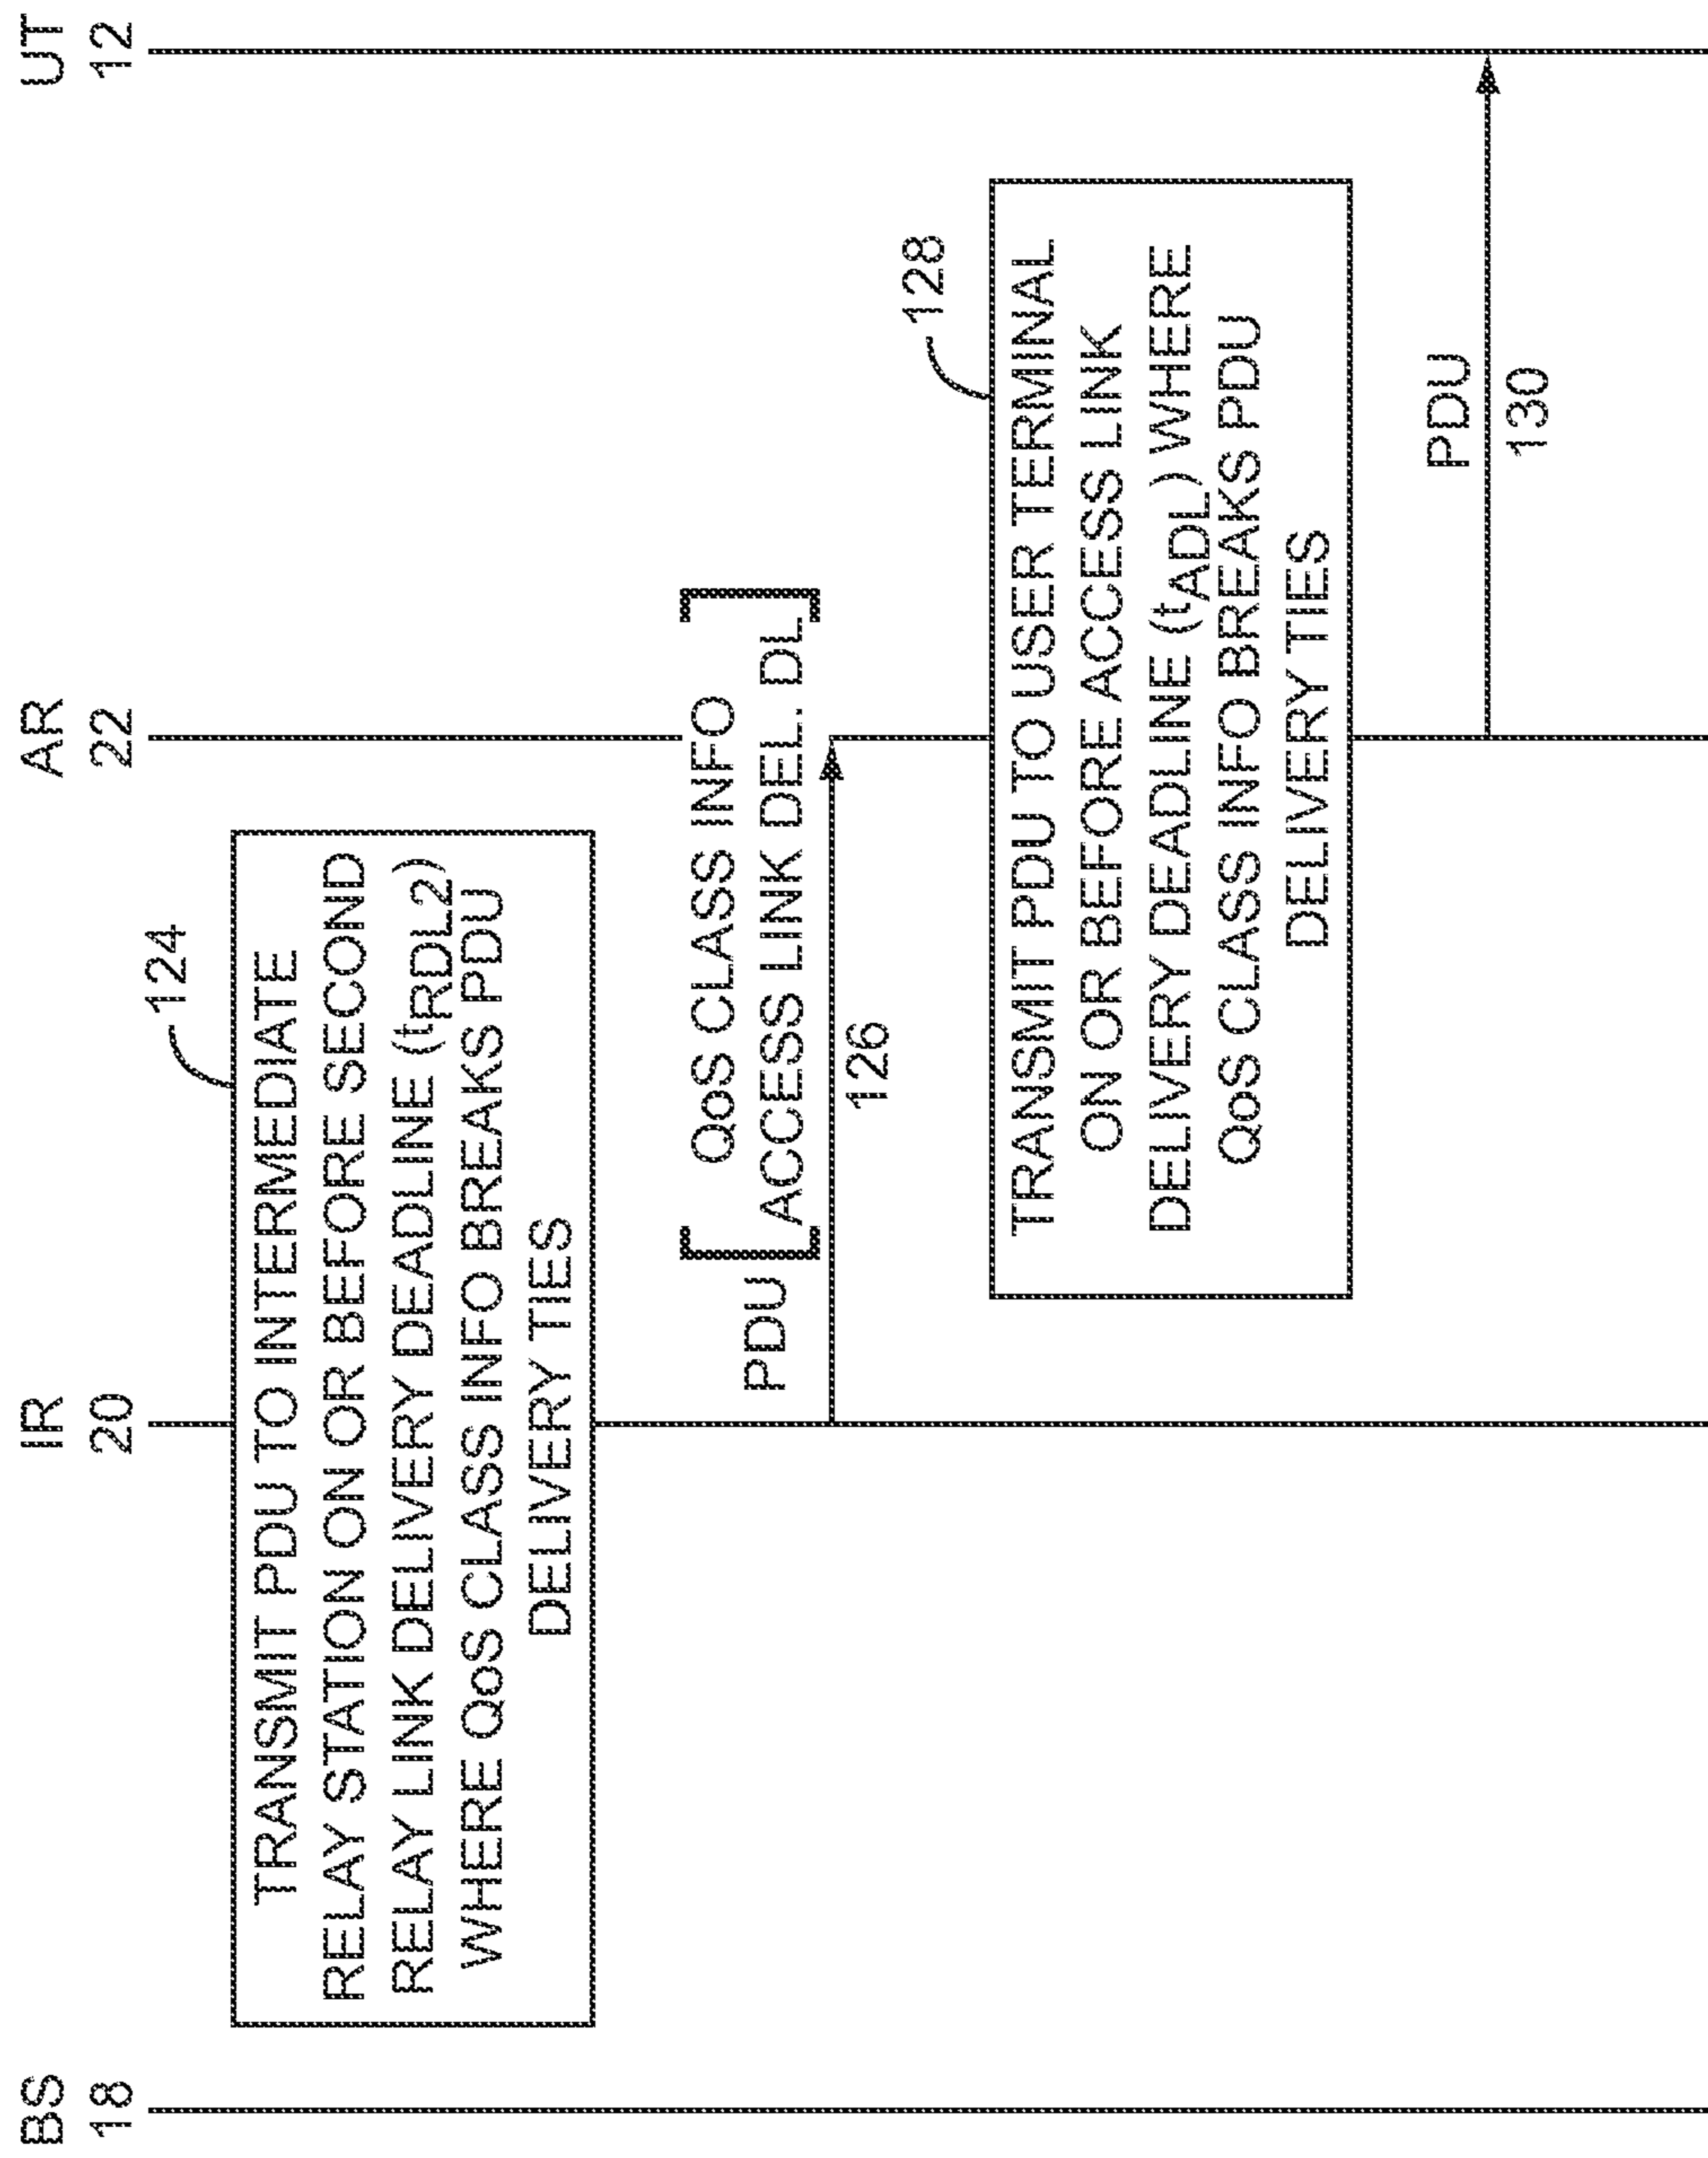 BS
18
IR
20
AR
22
UT
12
124
TRANSMIT PDU TO INTERMEDIATE
RELAY STATION ON OR BEFORE SECOND
RELAY LINK DELIVERY DEADLINE (tRDL2)
WHERE QoS CLASS INFO BREAKS PDU
DELIVERY TIES
PDU
QoS CLASS INFO
ACCESS LINK DEL. DL
126
128
TRANSMIT PDU TO USER TERMINAL
ON OR BEFORE ACCESS LINK
DELIVERY DEADLINE (tADL) WHERE
QoS CLASS INFO BREAKS PDU
DELIVERY TIES
PDU
130